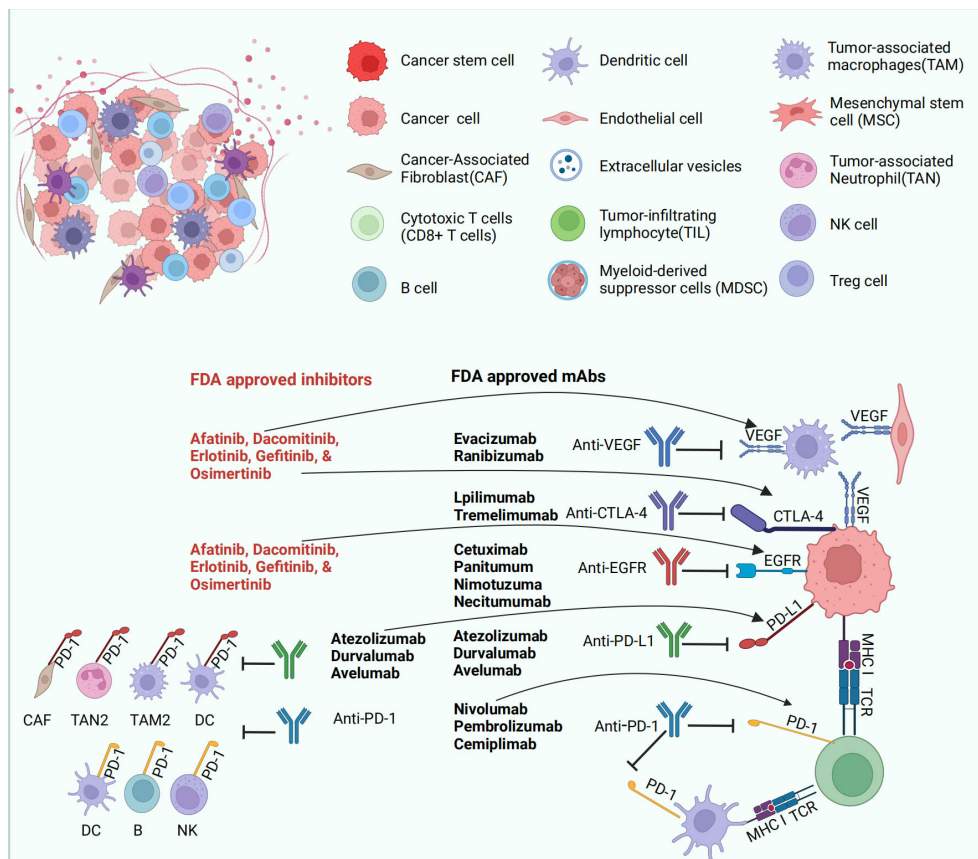 Cancer stem cell
Dendritic cell
Tumor-associated
macrophages(TAM)
Cancer cell
Endothelial cell
Mesenchymal stem
cell (MSC)
Cancer-Associated
Fibroblast(CAF)
Extracellular vesicles
Tumor-associated
Neutrophil(TAN)
Cytotoxic T cells
(CD8+ T cells)
Tumor-infiltrating
lymphocyte(TIL)
NK cell
B cell
Myeloid-derived
suppressor cells (MDSC)
Treg cell
FDA approved inhibitors
FDA approved mAbs
Afatinib, Dacomitinib,
Erlotinib, Gefitinib, &
Osimertinib
Evacizumab
Ranibizumab
Anti-VEGF
VEGF
VEGF
VEGF
Lpilimumab
Tremelimumab
Anti-CTLA-4
CTLA-4
Afatinib, Dacomitinib,
Erlotinib, Gefitinib, &
Osimertinib
Cetuximab
Panitumum
Nimotuzuma
Necitumumab
Anti-EGFR
EGFR
Atezolizumab
Durvalumab
Avelumab
Atezolizumab
Durvalumab
Avelumab
Anti-PD-L1
PD-L1
MHC I TCR
PD-1
PD-1
PD-1
PD-1
CAF
TAN2
TAM2
DC
Anti-PD-1
Nivolumab
Pembrolizumab
Cemiplimab
Anti-PD-1
PD-1
PD-1
PD-1
PD-1
DC
B
NK
PD-1
MHC I TCR